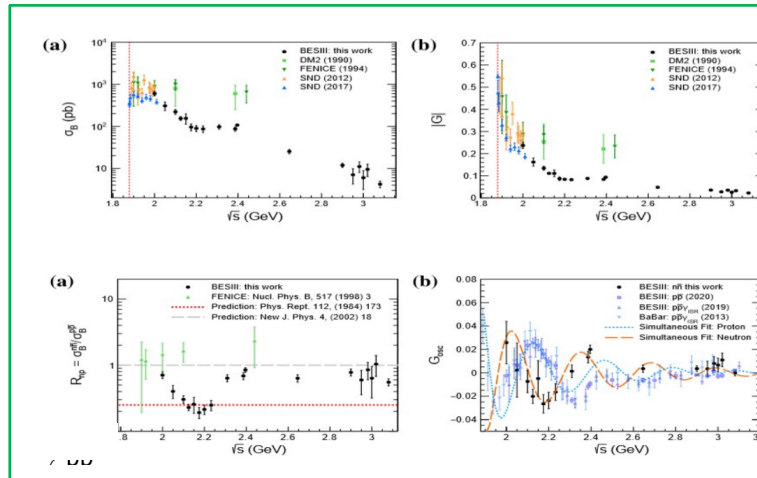 (a)
BESIII: this work
DM2 (1990)
FENICE (1994)
SND (2012)
SND (2017)
σB (pb)
10⁴
10³
10²
10
1.8 2 2.2 2.4 2.6 2.8 3
√s (GeV)
(b)
BESIII: this work
DM2 (1990)
FENICE (1994)
SND (2012)
SND (2017)
|G|
0.7
0.6
0.5
0.4
0.3
0.2
0.1
0
1.8 2 2.2 2.4 2.6 2.8 3
√s (GeV)
(a)
BESIII: this work
FENICE: Nucl. Phys. B, 517 (1998) 3
Prediction: Phys. Rept. 112, (1984) 173
Prediction: New J. Phys. 4, (2002) 18
Rnp = σB^nn̄/σB^pp̄
10
1
1.8 2 2.2 2.4 2.6 2.8 3
√s (GeV)
(b)
BESIII: nn̄ this work
BESIII: pp̄ (2020)
BESIII: pp̄γISR (2019)
BaBar: pp̄γISR (2013)
Simultaneous Fit: Proton
Simultaneous Fit: Neutron
Gosc
0.08
0.06
0.04
0.02
0
−0.02
−0.04
2 2.2 2.4 2.6 2.8 3
√s (GeV)